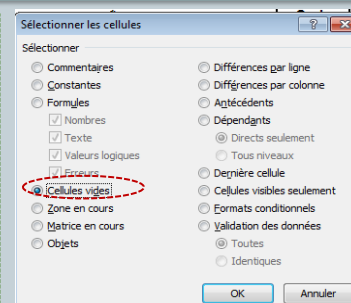 Sélectionner les cellules
Sélectionner
Commentaires
Constantes
Formules
Nombres
Texte
Valeurs logiques
Erreurs
Cellules vides
Zone en cours
Matrice en cours
Objets
Différences par ligne
Différences par colonne
Antécédents
Dépendants
Directs seulement
Tous niveaux
Dernière cellule
Cellules visibles seulement
Formats conditionnels
Validation des données
Toutes
Identiques
OK
Annuler